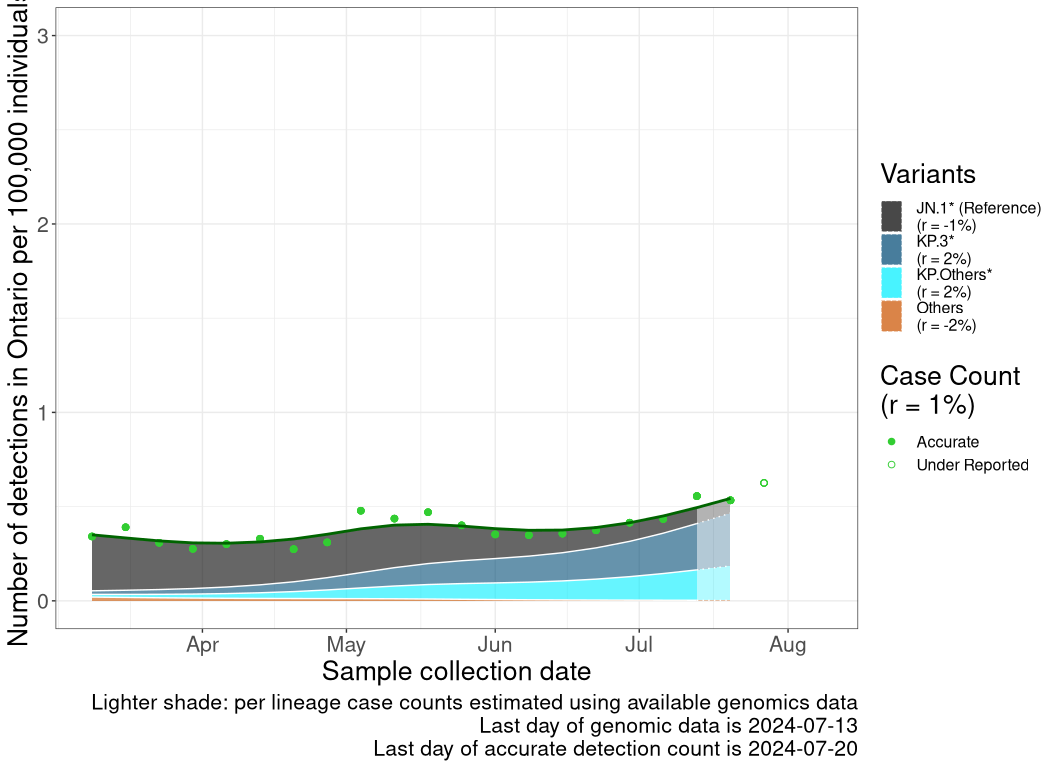 Number of detections in Ontario per 100,000 individuals
3
2
1
0
Apr
May
Jun
Jul
Aug
Sample collection date
Lighter shade: per lineage case counts estimated using available genomics data
Last day of genomic data is 2024-07-13
Last day of accurate detection count is 2024-07-20
Variants
JN.1* (Reference)
(r = -1%)
KP.3*
(r = 2%)
KP.Others*
(r = 2%)
Others
(r = -2%)
Case Count
(r = 1%)
Accurate
Under Reported